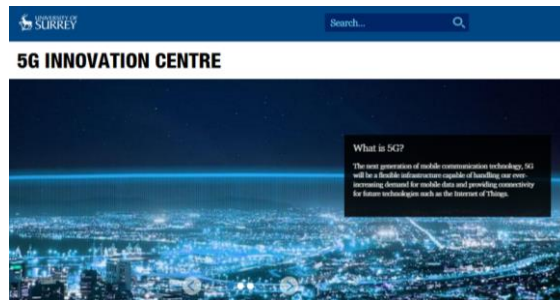 UNIVERSITY OF
SURREY
Search...
5G INNOVATION CENTRE
What is 5G?
The next generation of mobile communication technology, 5G
will be a flexible infrastructure capable of handling our ever-
increasing demand for mobile data and providing connectivity
for future technologies such as the Internet of Things.